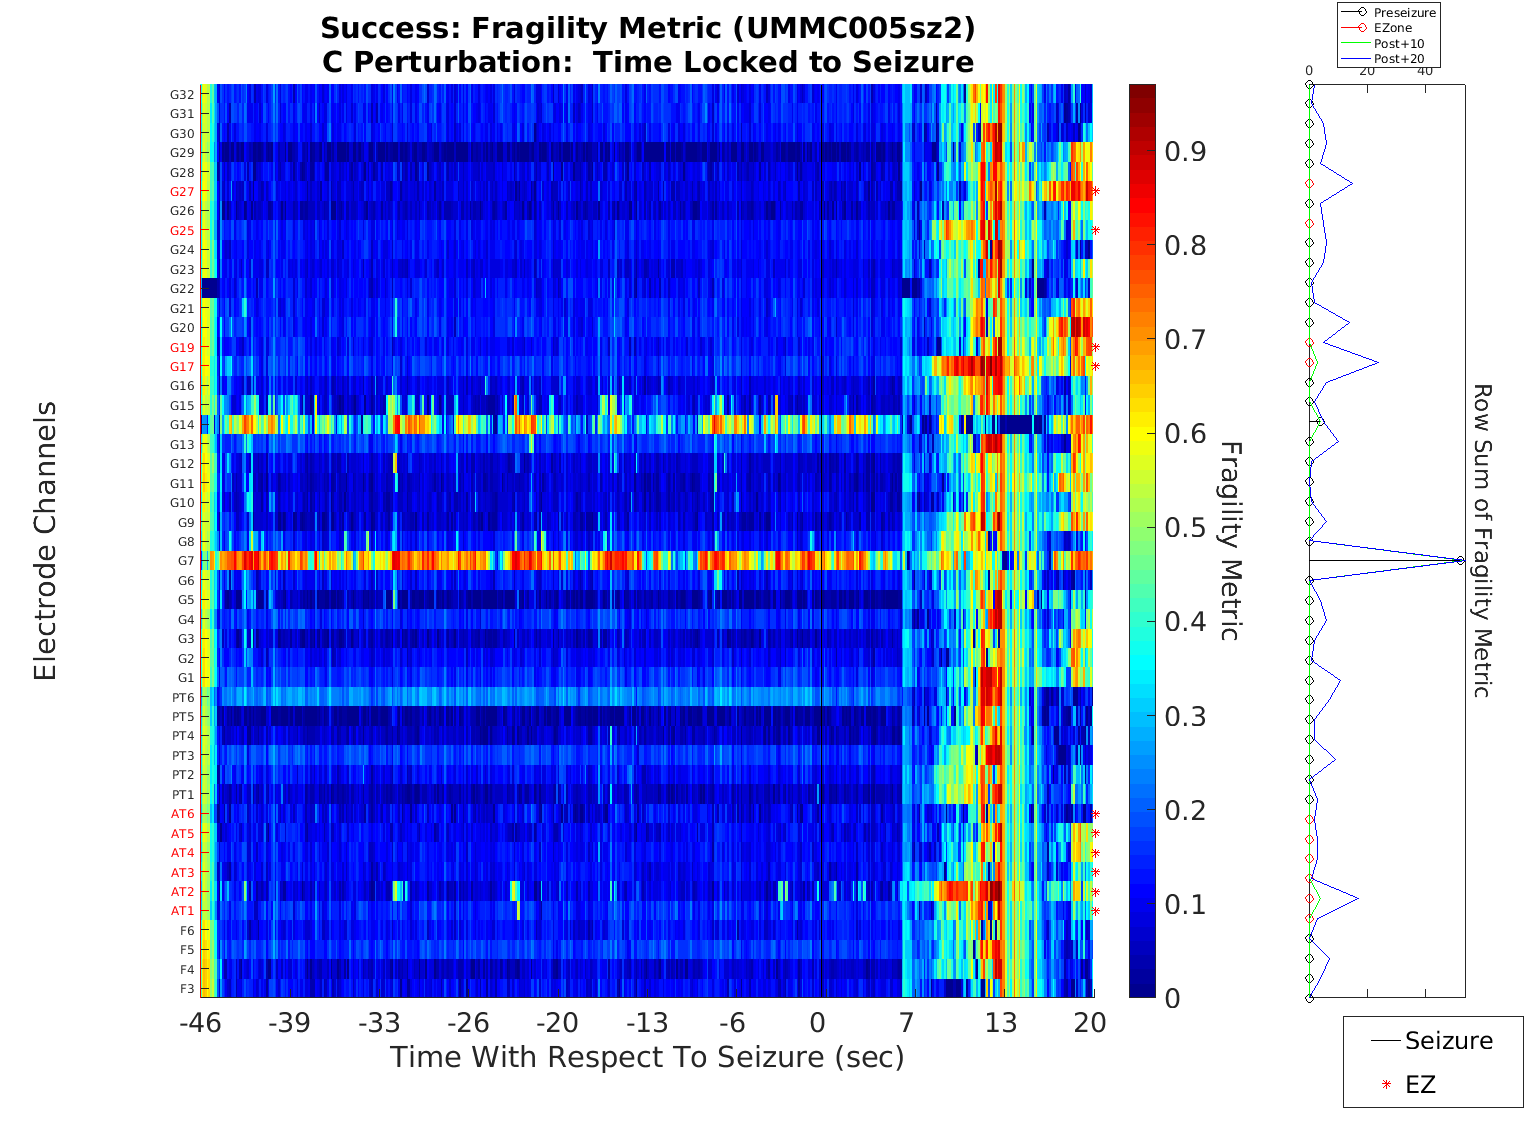 Success: Fragility Metric (UMMC005sz2)
C Perturbation:  Time Locked to Seizure
Electrode Channels
G32
G31
G30
G29
G28
G27
G26
G25
G24
G23
G22
G21
G20
G19
G17
G16
G15
G14
G13
G12
G11
G10
G9
G8
G7
G6
G5
G4
G3
G2
G1
PT6
PT5
PT4
PT3
PT2
PT1
AT6
AT5
AT4
AT3
AT2
AT1
F6
F5
F4
F3
-46 -39 -33 -26 -20 -13 -6 0 7 13 20
Time With Respect To Seizure (sec)
0.9
0.8
0.7
0.6
0.5
0.4
0.3
0.2
0.1
0
Fragility Metric
Preseizure
EZone
Post+10
Post+20
0 20 40
Row Sum of Fragility Metric
Seizure
EZ